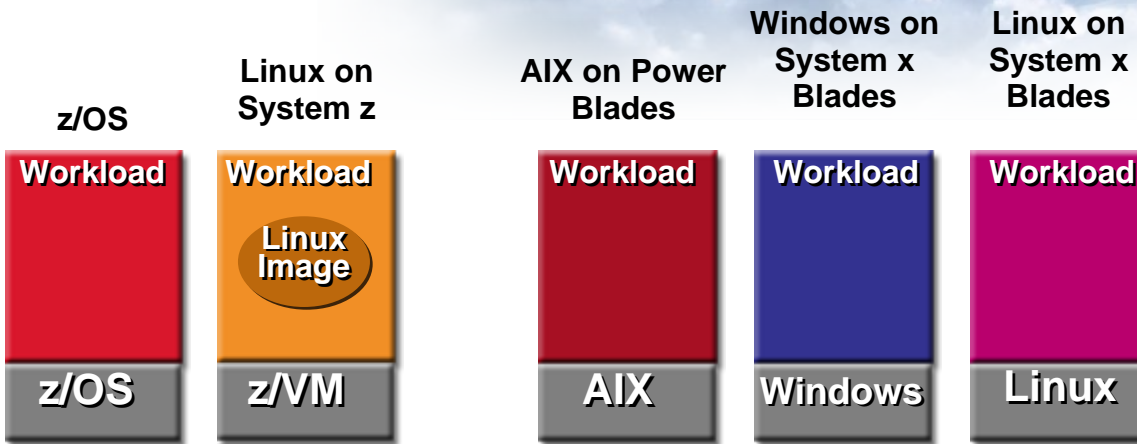 z/OS
Linux on
System z
AIX on Power
Blades
Windows on
System x
Blades
Linux on
System x
Blades
Workload
Workload
Linux
Image
Workload
Workload
Workload
z/OS
z/VM
AIX
Windows
Linux